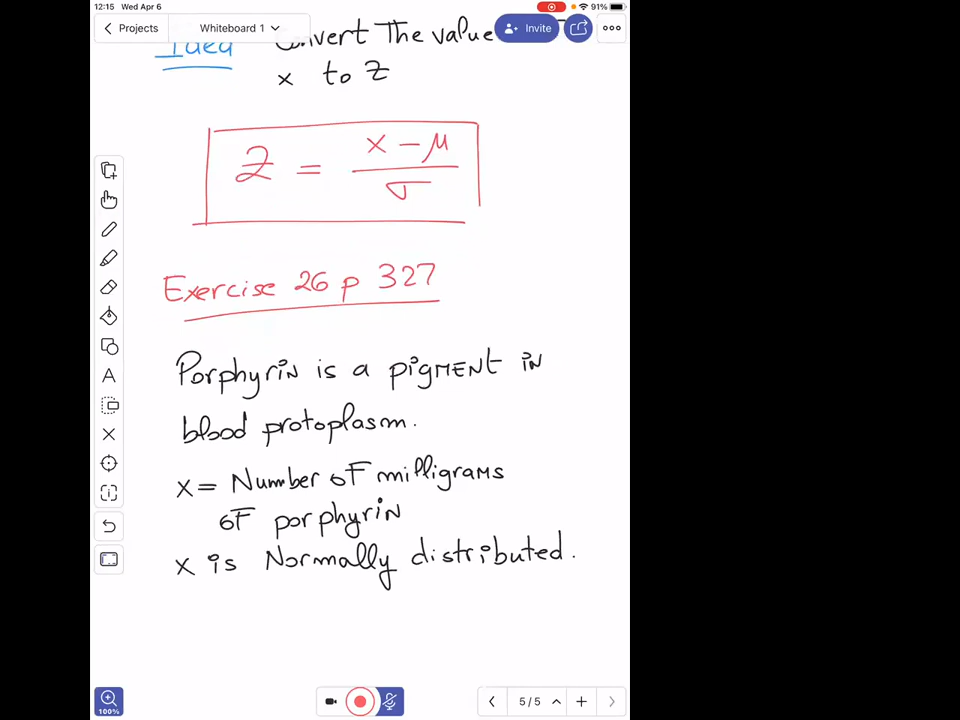 12:15 Wed Apr 6
91%
Projects
Whiteboard 1
Invite
Idea Convert The value
x to Z
Z = x - μ / σ
Exercise 26 p 327
Porphyrin is a pigment in
blood protoplasm.
x = Number of milligrams
of porphyrin
x is Normally distributed.
A
100%
5/5